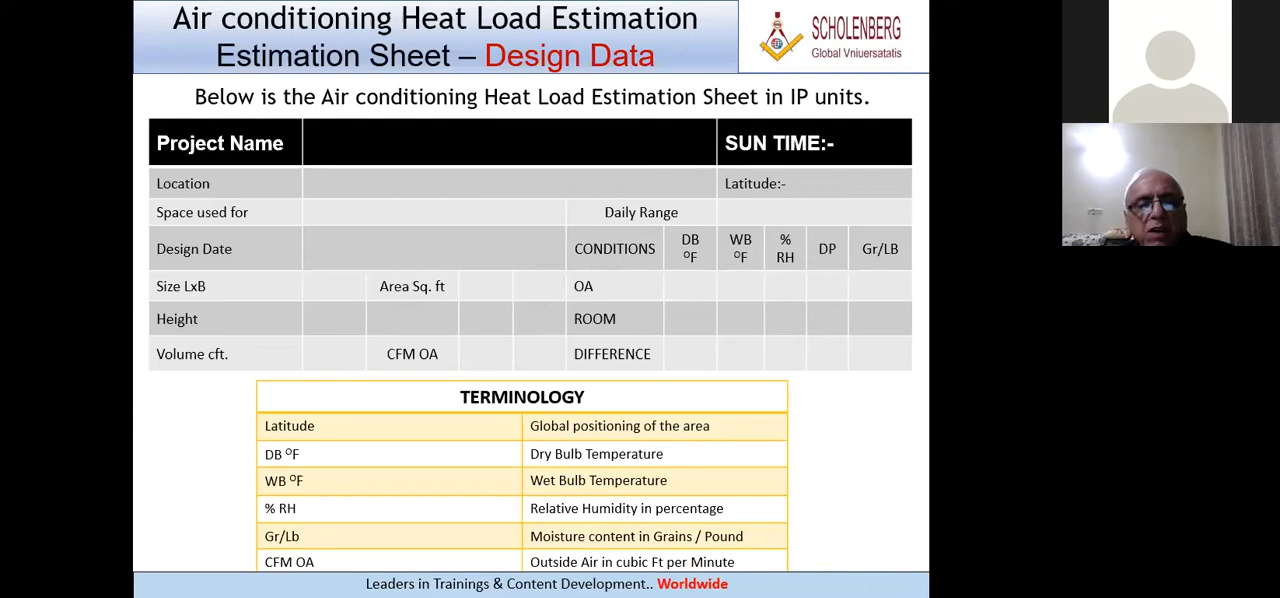 Air conditioning Heat Load Estimation
Estimation Sheet – Design Data
SCHOLENBERG
Global Vniuersatatis
Below is the Air conditioning Heat Load Estimation Sheet in IP units.
Project Name SUN TIME:-
Location Latitude:-
Space used for Daily Range
Design Date CONDITIONS DB ºF WB ºF % RH DP Gr/LB
Size LxB Area Sq. ft OA
Height ROOM
Volume cft. CFM OA DIFFERENCE
TERMINOLOGY
Latitude Global positioning of the area
DB ºF Dry Bulb Temperature
WB ºF Wet Bulb Temperature
% RH Relative Humidity in percentage
Gr/Lb Moisture content in Grains / Pound
CFM OA Outside Air in cubic Ft per Minute
Leaders in Trainings & Content Development.. Worldwide